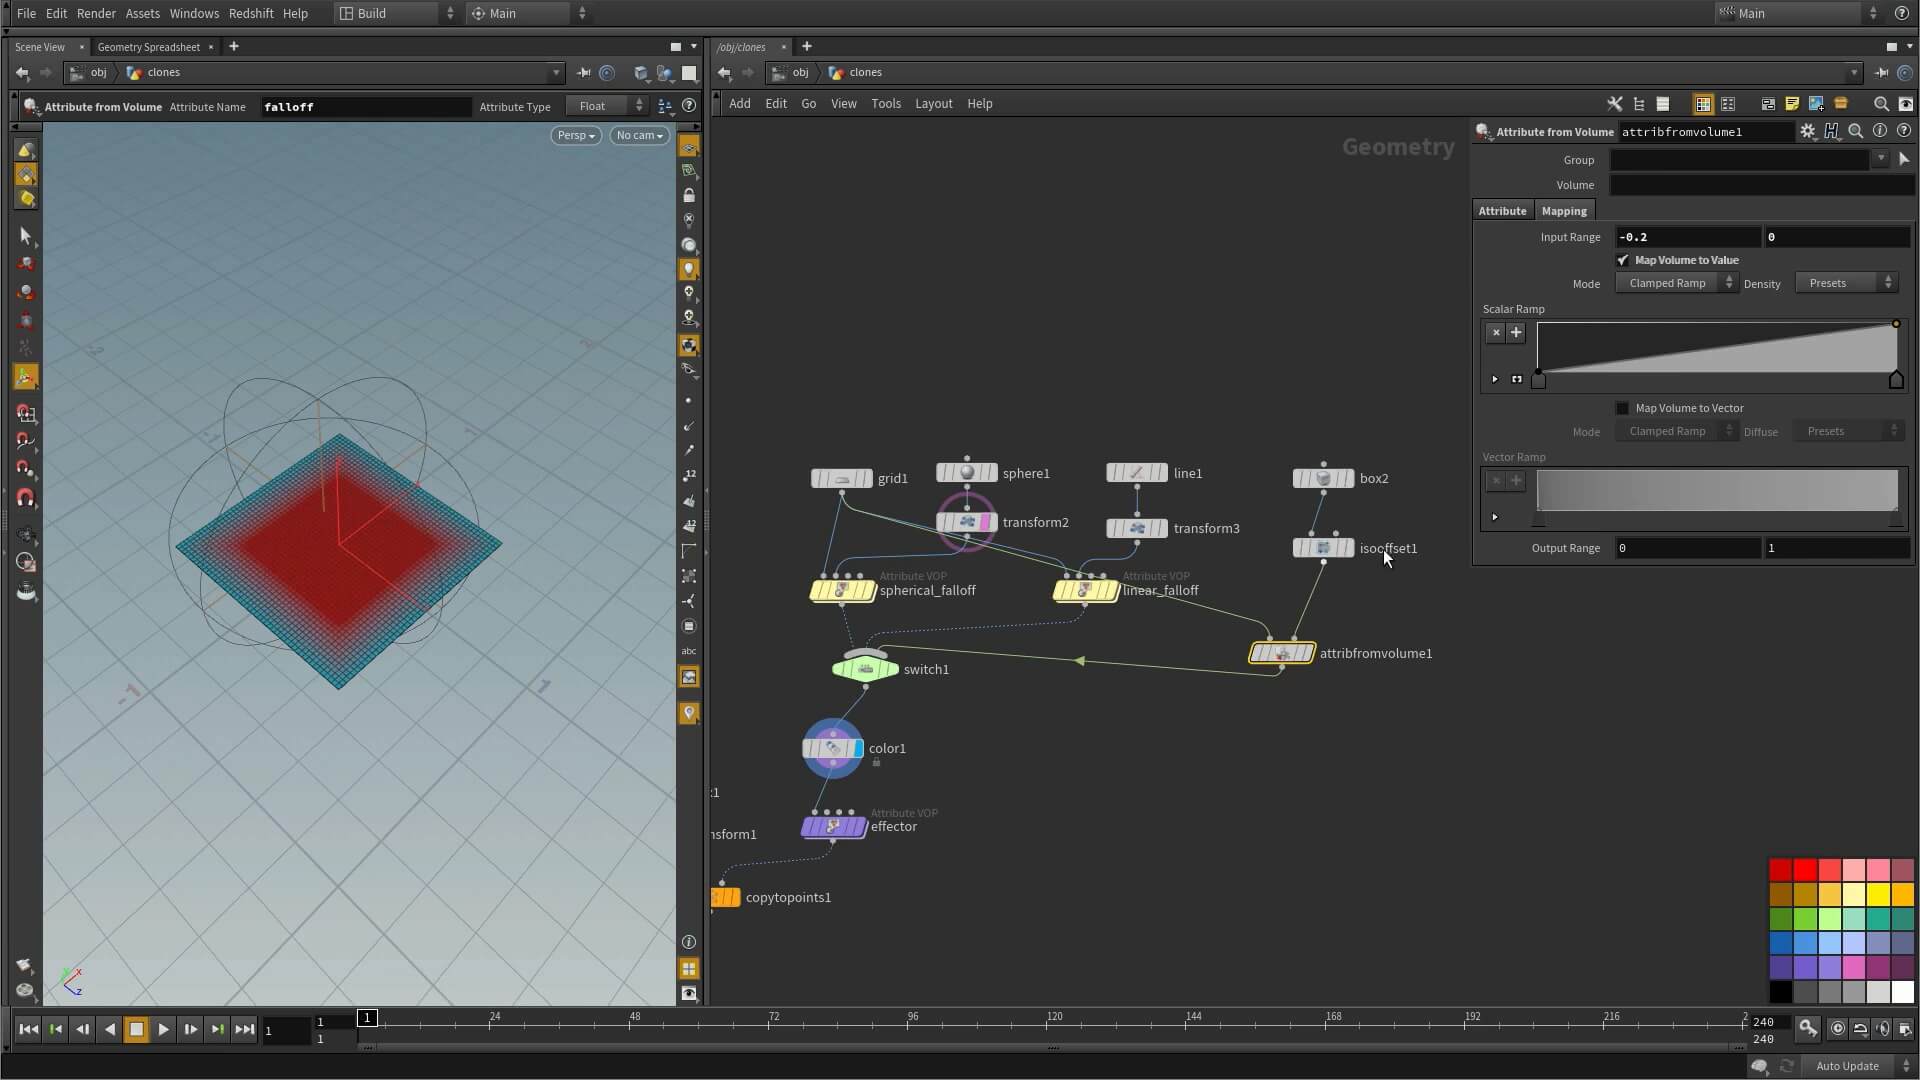 File Edit Render Assets Windows Redshift Help Build Main Main
Scene View Geometry Spreadsheet
/obj/clones
obj clones
obj clones
Attribute from Volume Attribute Name falloff Attribute Type Float
Add Edit Go View Tools Layout Help
Persp No cam
Geometry
Attribute from Volume attribfromvolume1
Group
Volume
Attribute Mapping
Input Range -0.2 0
Map Volume to Value
Mode Clamped Ramp Density Presets
Scalar Ramp
Map Volume to Vector
Mode Clamped Ramp Diffuse Presets
Vector Ramp
Output Range 0 1
grid1 sphere1 line1 box2
transform2 transform3 isooffset1
Attribute VOP Attribute VOP
spherical_falloff linear_falloff
switch1 attribfromvolume1
color1
Attribute VOP
effector
nsform1
copytopoints1
12
12
abc
-1
1
x
z
1 1 1 24 48 72 96 120 144 168 192 216 2 240
1 240
Auto Update